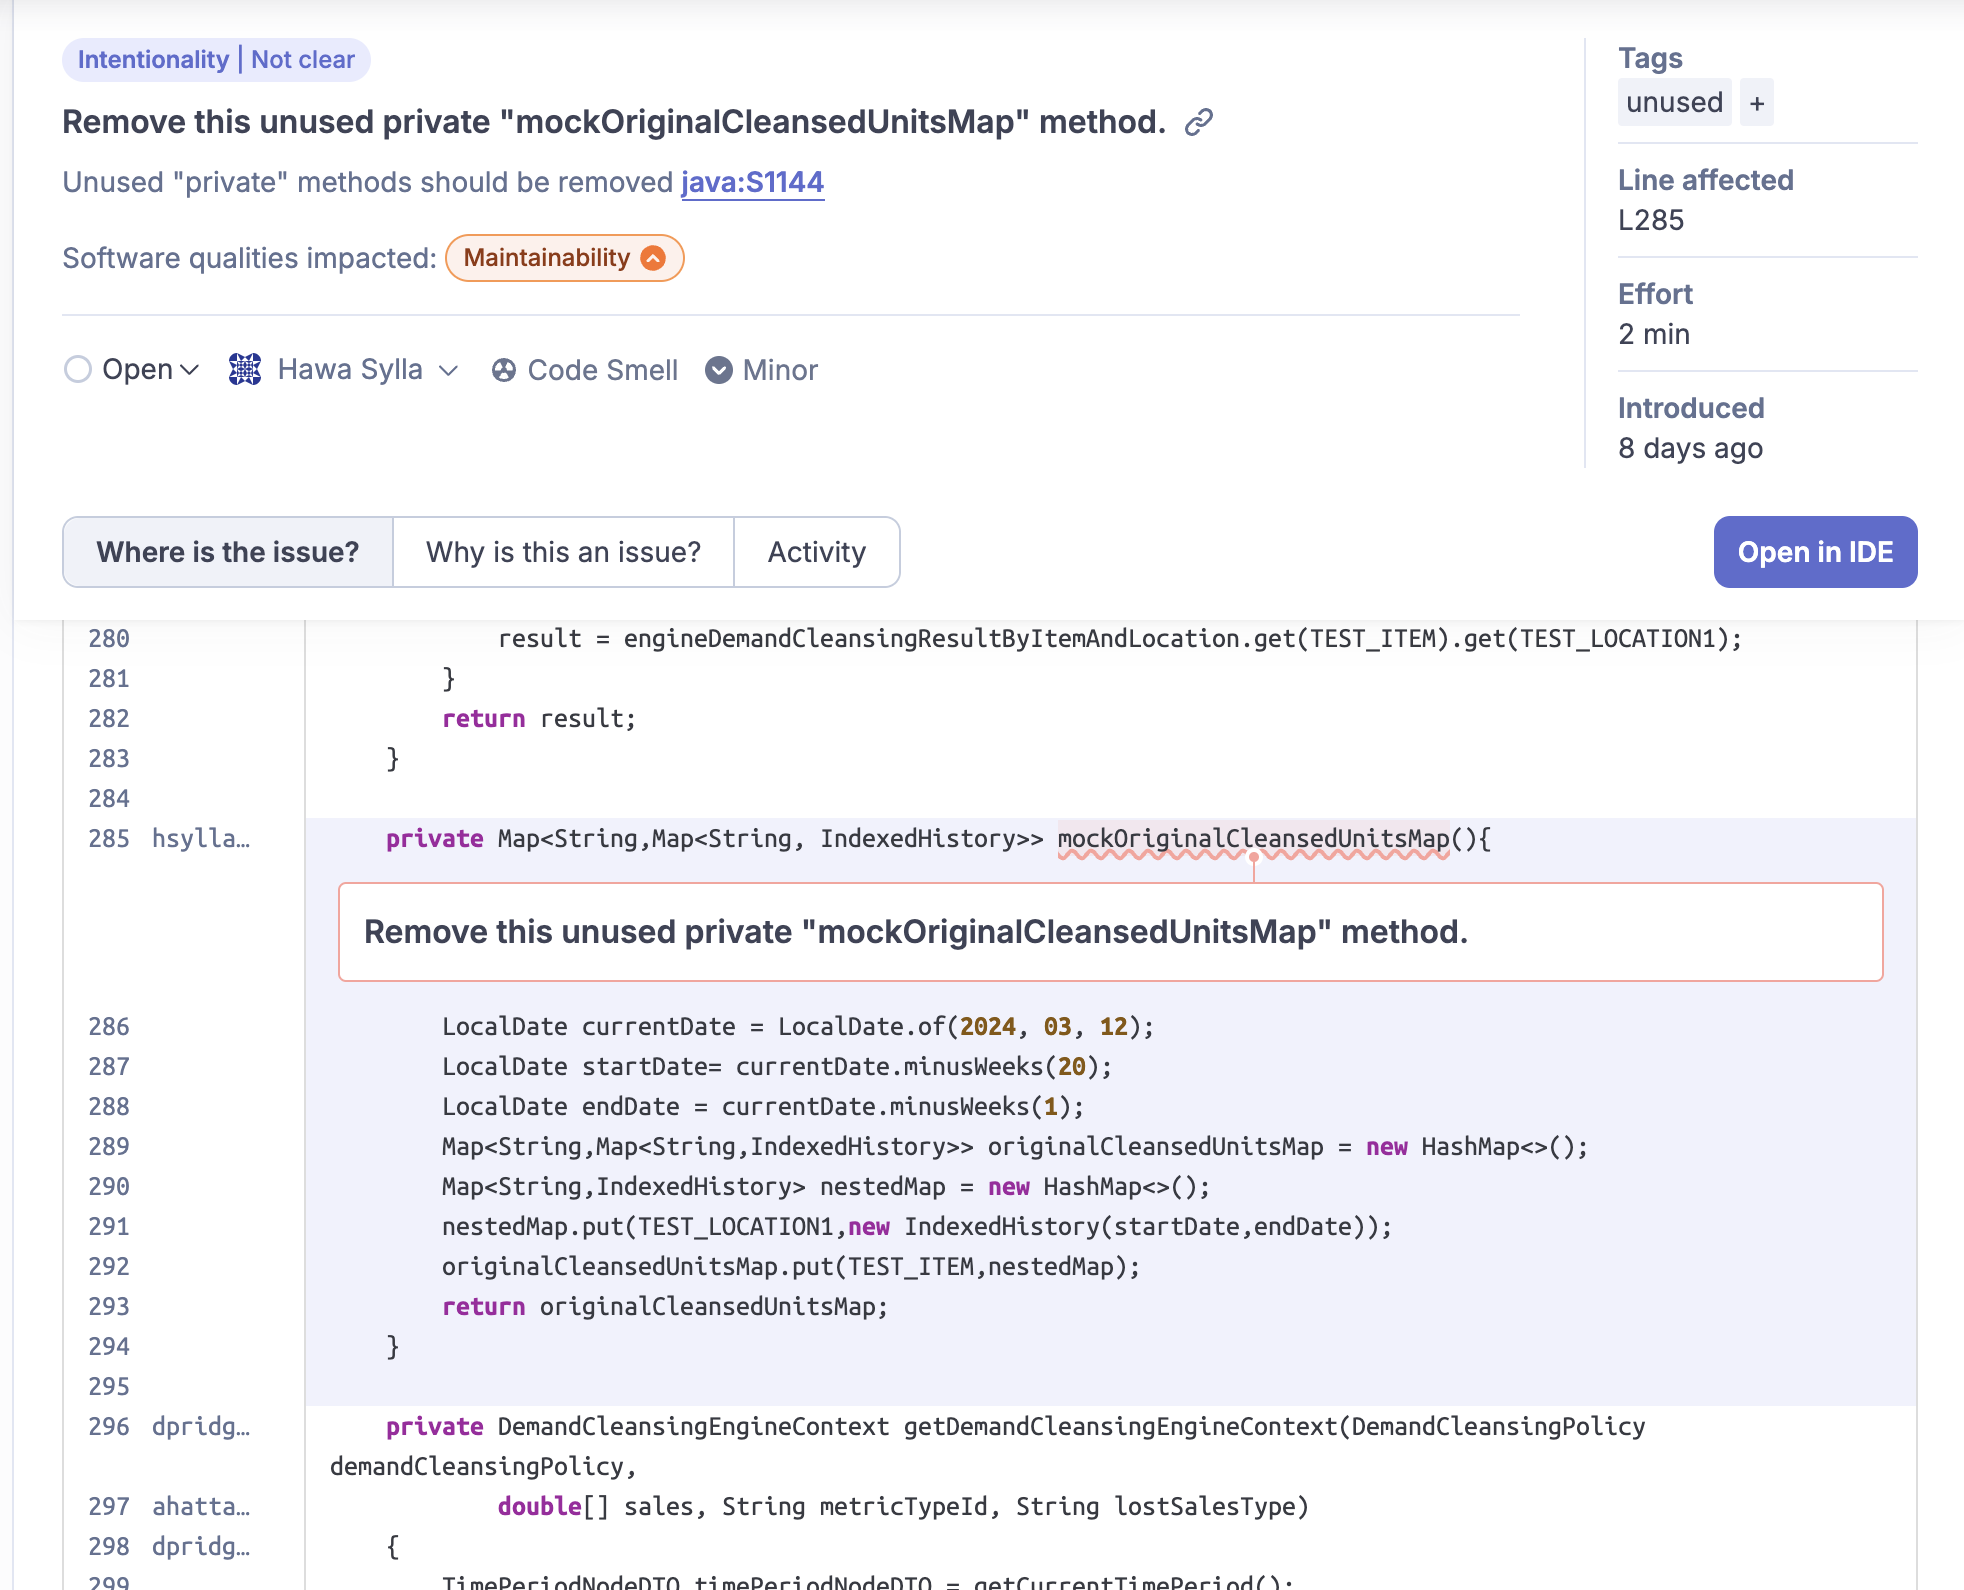 Intentionality | Not clear
Remove this unused private "mockOriginalCleansedUnitsMap" method.
Unused "private" methods should be removed java:S1144
Software qualities impacted: Maintainability
Open Hawa Sylla Code Smell Minor
Tags
unused +
Line affected
L285
Effort
2 min
Introduced
8 days ago
Where is the issue? Why is this an issue? Activity
Open in IDE
280 result = engineDemandCleansingResultByItemAndLocation.get(TEST_ITEM).get(TEST_LOCATION1);
281 }
282 return result;
283 }
284
285 hsylla… private Map<String,Map<String, IndexedHistory>> mockOriginalCleansedUnitsMap(){
Remove this unused private "mockOriginalCleansedUnitsMap" method.
286 LocalDate currentDate = LocalDate.of(2024, 03, 12);
287 LocalDate startDate= currentDate.minusWeeks(20);
288 LocalDate endDate = currentDate.minusWeeks(1);
289 Map<String,Map<String,IndexedHistory>> originalCleansedUnitsMap = new HashMap<>();
290 Map<String,IndexedHistory> nestedMap = new HashMap<>();
291 nestedMap.put(TEST_LOCATION1,new IndexedHistory(startDate,endDate));
292 originalCleansedUnitsMap.put(TEST_ITEM,nestedMap);
293 return originalCleansedUnitsMap;
294 }
295
296 dpridg… private DemandCleansingEngineContext getDemandCleansingEngineContext(DemandCleansingPolicy
demandCleansingPolicy,
297 ahatta… double[] sales, String metricTypeId, String lostSalesType)
298 dpridg… {
299 TimePeriodNodeDTO timePeriodNodeDTO = getCurrentTimePeriod();